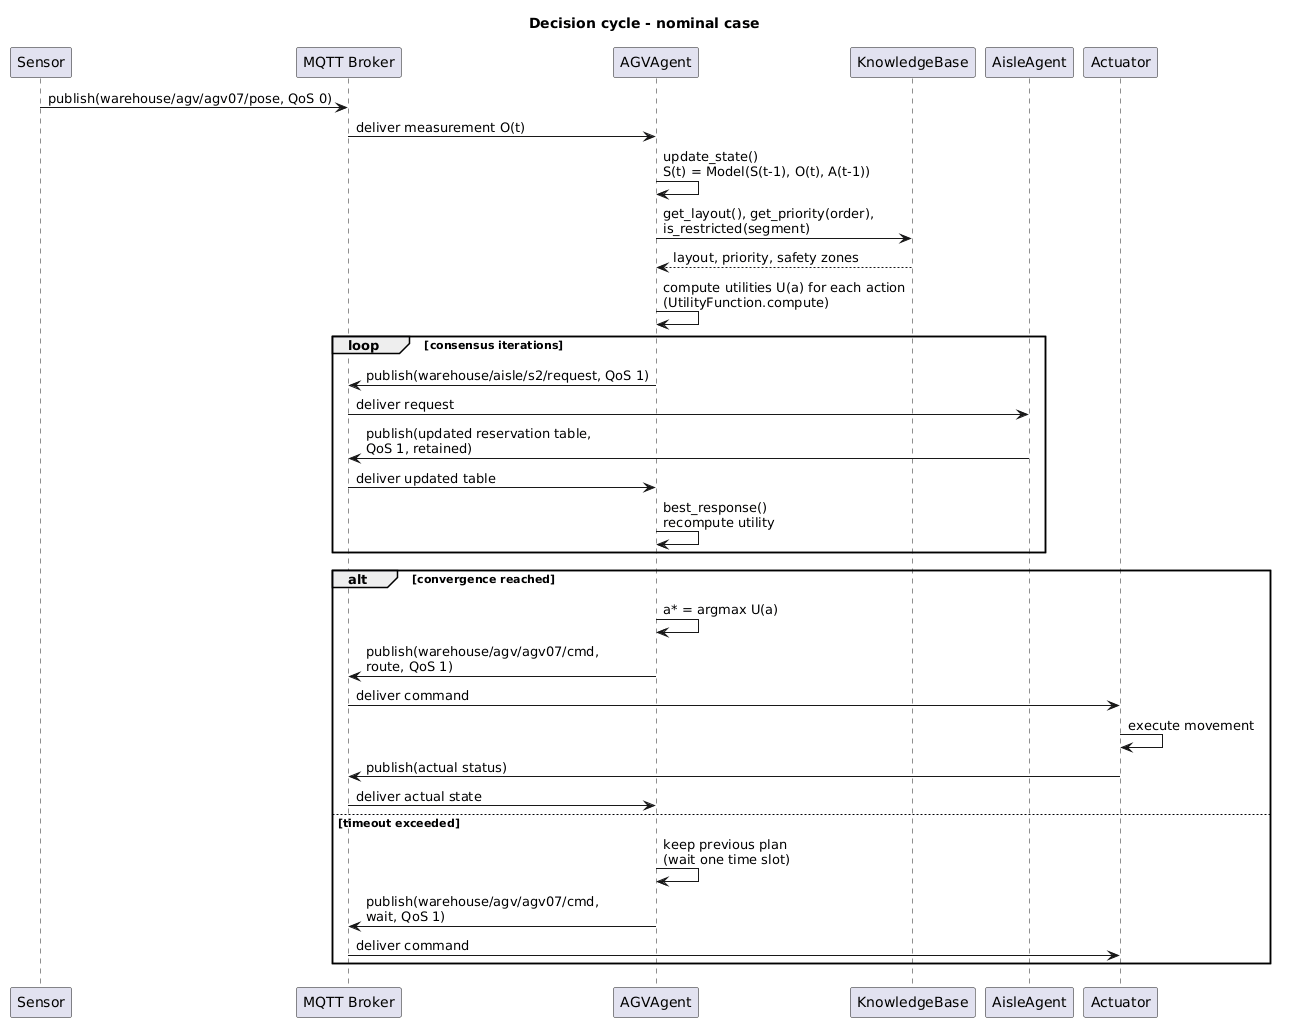 Decision cycle - nominal case
Sensor
MQTT Broker
AGVAgent
KnowledgeBase
AisleAgent
Actuator
publish(warehouse/agv/agv07/pose, QoS 0)
deliver measurement O(t)
update_state()
S(t) = Model(S(t-1), O(t), A(t-1))
get_layout(), get_priority(order),
is_restricted(segment)
layout, priority, safety zones
compute utilities U(a) for each action
(UtilityFunction.compute)
loop
[consensus iterations]
publish(warehouse/aisle/s2/request, QoS 1)
deliver request
publish(updated reservation table,
QoS 1, retained)
deliver updated table
best_response()
recompute utility
alt
[convergence reached]
a* = argmax U(a)
publish(warehouse/agv/agv07/cmd,
route, QoS 1)
deliver command
execute movement
publish(actual status)
deliver actual state
[timeout exceeded]
keep previous plan
(wait one time slot)
publish(warehouse/agv/agv07/cmd,
wait, QoS 1)
deliver command
Sensor
MQTT Broker
AGVAgent
KnowledgeBase
AisleAgent
Actuator